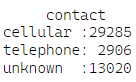 contact
cellular :29285
telephone: 2906
unknown  :13020